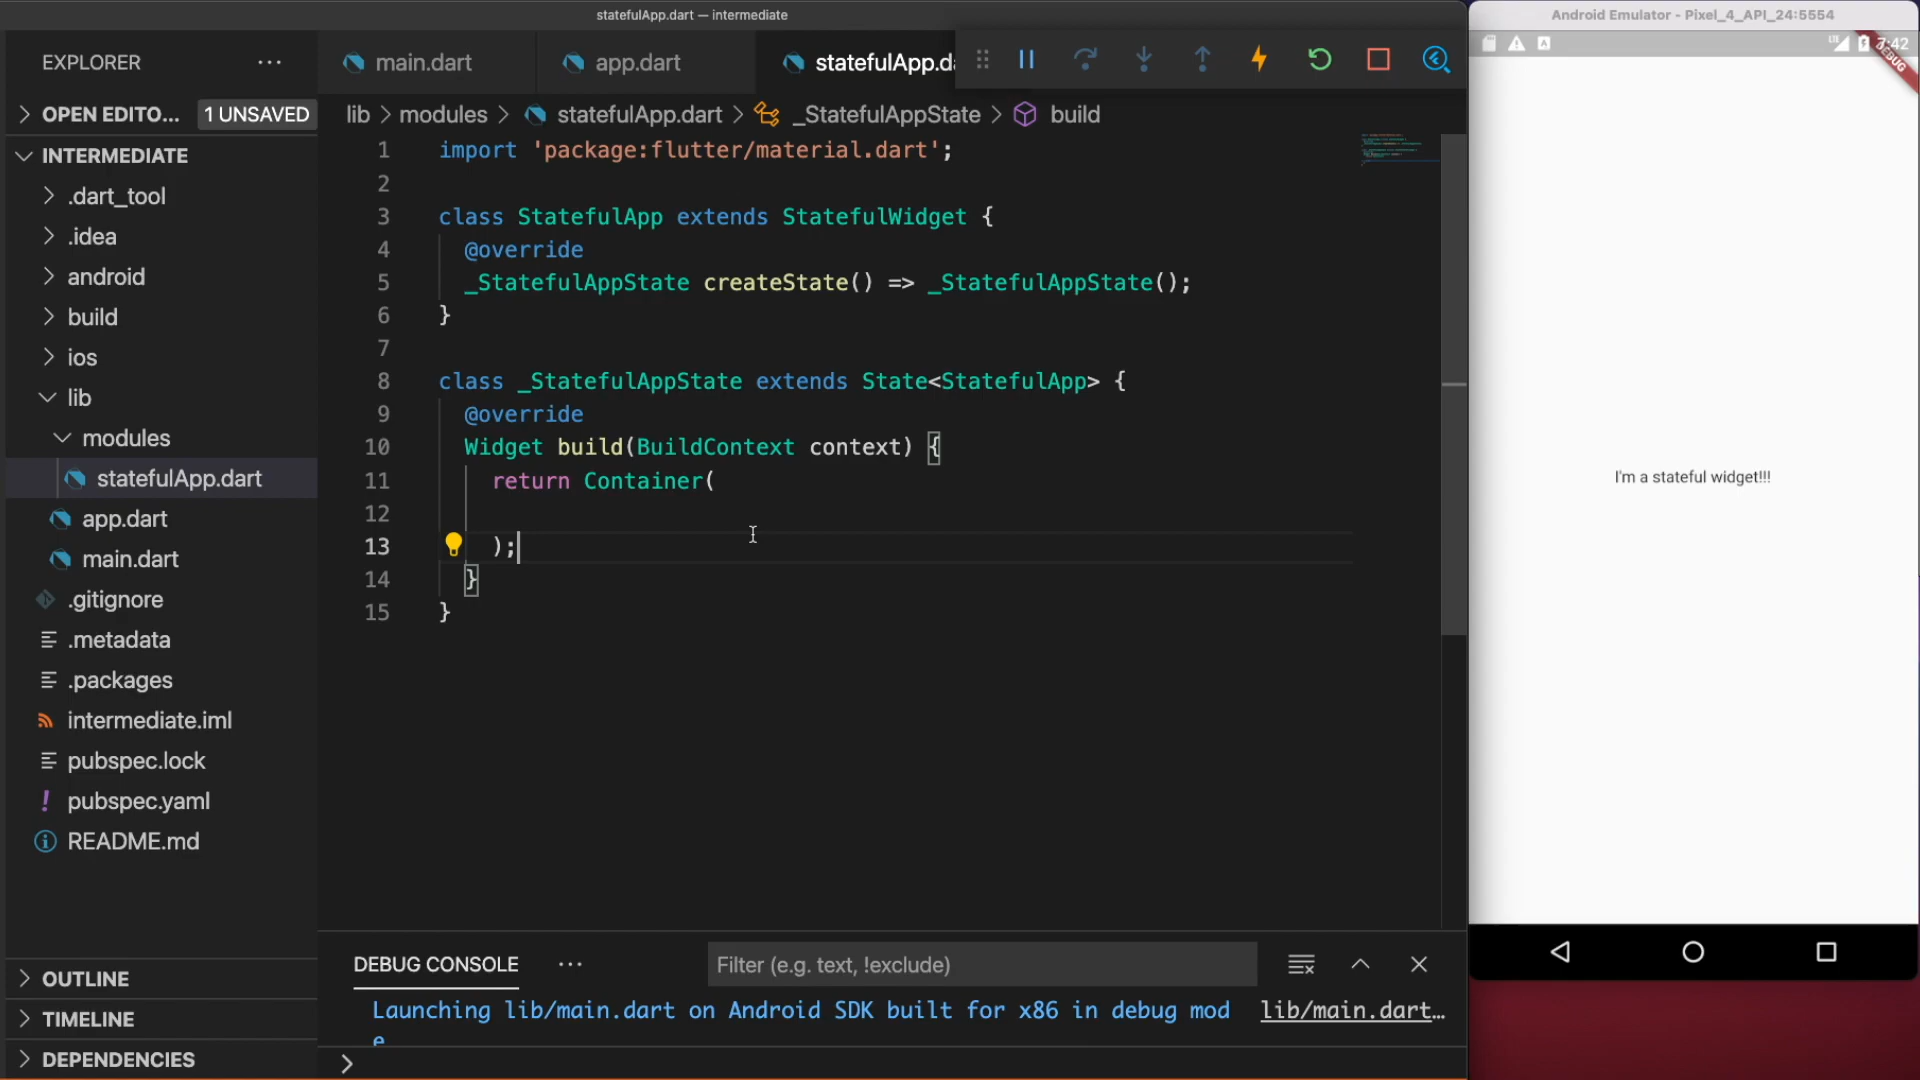 statefulApp.dart — intermediate
Android Emulator - Pixel_4_API_24:5554
EXPLORER
main.dart
app.dart
statefulApp.da
LTE
7:42
DEBUG
OPEN EDITO...
1 UNSAVED
lib > modules > statefulApp.dart > _StatefulAppState > build
INTERMEDIATE
.dart_tool
.idea
android
build
ios
lib
modules
statefulApp.dart
app.dart
main.dart
.gitignore
.metadata
.packages
intermediate.iml
pubspec.lock
pubspec.yaml
README.md
OUTLINE
TIMELINE
DEPENDENCIES
1 import 'package:flutter/material.dart';
2
3 class StatefulApp extends StatefulWidget {
4 @override
5 _StatefulAppState createState() => _StatefulAppState();
6 }
7
8 class _StatefulAppState extends State<StatefulApp> {
9 @override
10 Widget build(BuildContext context) {
11 return Container(
12
13 );
14 }
15 }
I'm a stateful widget!!!
DEBUG CONSOLE
Filter (e.g. text, !exclude)
Launching lib/main.dart on Android SDK built for x86 in debug mod
e
lib/main.dart…